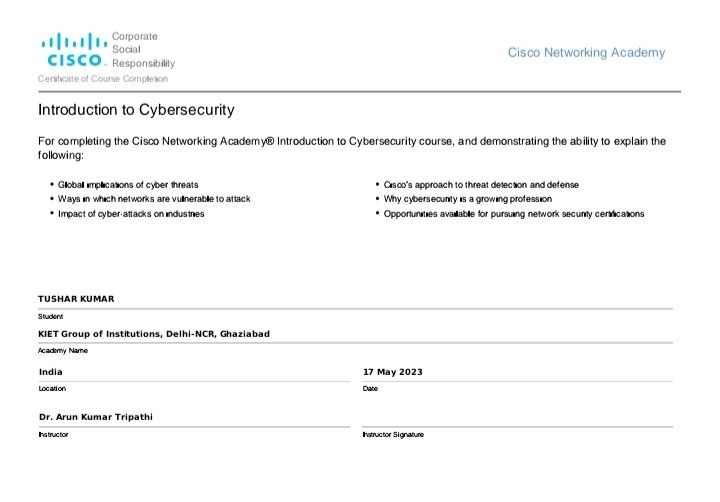 Corporate
Social
CISCO Responsibility
Cisco Networking Academy
Certificate of Course Completion
Introduction to Cybersecurity
For completing the Cisco Networking Academy® Introduction to Cybersecurity course, and demonstrating the ability to explain the
following:
• Global implications of cyber threats
• Ways in which networks are vulnerable to attack
• Impact of cyber-attacks on industries
• Cisco's approach to threat detection and defense
• Why cybersecurity is a growing profession
• Opportunities available for pursuing network security certifications
TUSHAR KUMAR
Student
KIET Group of Institutions, Delhi-NCR, Ghaziabad
Academy Name
India
Location
17 May 2023
Date
Dr. Arun Kumar Tripathi
Instructor
Instructor Signature